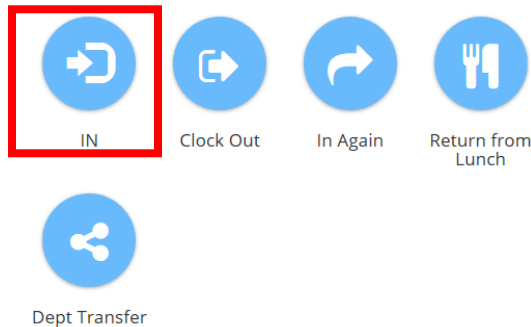 IN
Clock Out
In Again
Return from
Lunch
Dept Transfer